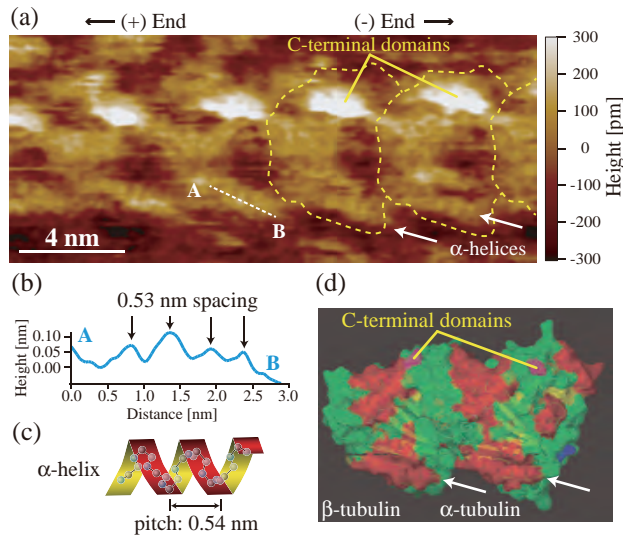 (a)
(+) End
(-) End
C-terminal domains
A
B
4 nm
α-helices
300
200
100
0
-100
-200
-300
Height [pm]
(b)
0.53 nm spacing
A
B
0.10
0.05
0.00
Height [nm]
0.0 0.5 1.0 1.5 2.0 2.5 3.0
Distance [nm]
(c)
α-helix
pitch: 0.54 nm
(d)
C-terminal domains
β-tubulin
α-tubulin